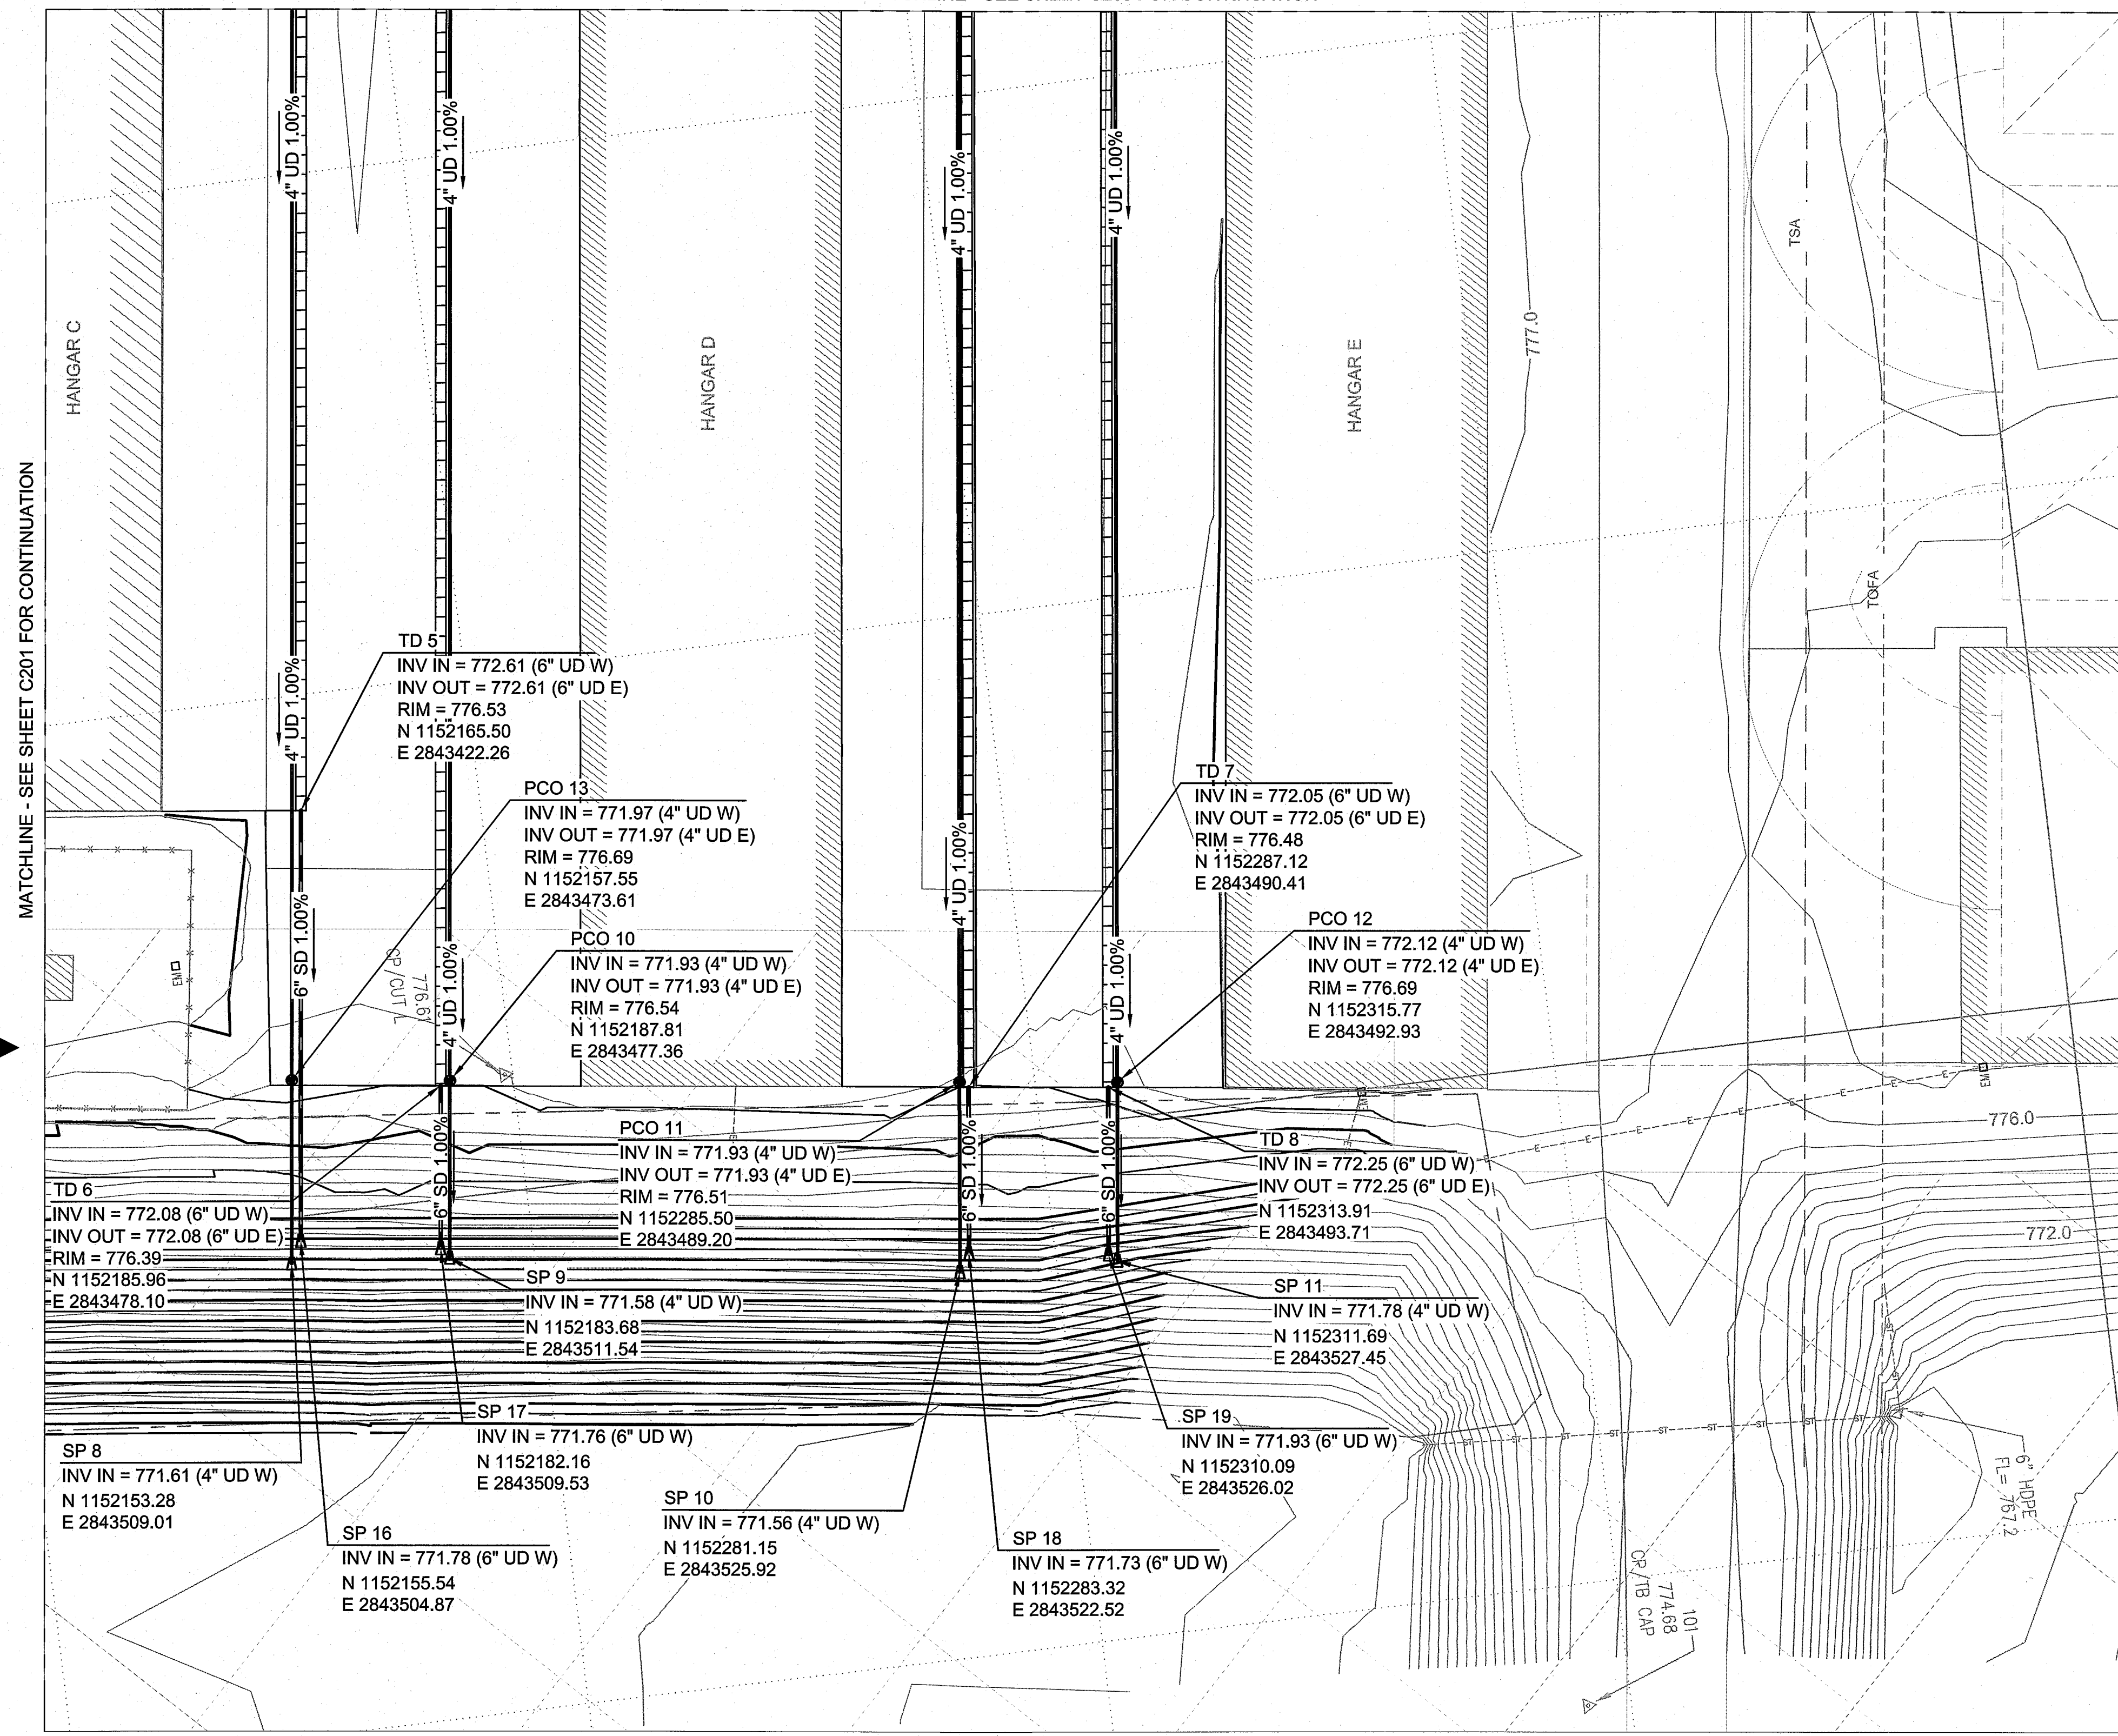 MATCHLINE - SEE SHEET C201 FOR CONTINUATION
HANGAR C
HANGAR D
HANGAR E
4" UD 1.00%
4" UD 1.00%
4" UD 1.00%
4" UD 1.00%
777.0
TSA
TOFA
TD 5
INV IN = 772.61 (6" UD W)
INV OUT = 772.61 (6" UD E)
RIM = 776.53
N 1152165.50
E 2843422.26
4" UD 1.00%
PCO 13
INV IN = 771.97 (4" UD W)
INV OUT = 771.97 (4" UD E)
RIM = 776.69
N 1152157.55
E 2843473.61
TD 7
INV IN = 772.05 (6" UD W)
INV OUT = 772.05 (6" UD E)
RIM = 776.48
N 1152287.12
E 2843490.41
4" UD 1.00%
6" SD 1.00%
EM
CP/CUT
776.61
4" UD 1.00%
PCO 10
INV IN = 771.93 (4" UD W)
INV OUT = 771.93 (4" UD E)
RIM = 776.54
N 1152187.81
E 2843477.36
4" UD 1.00%
PCO 12
INV IN = 772.12 (4" UD W)
INV OUT = 772.12 (4" UD E)
RIM = 776.69
N 1152315.77
E 2843492.93
EM
EM
E
E
E
E
E
E
E
E
776.0
6" SD 1.00%
PCO 11
INV IN = 771.93 (4" UD W)
INV OUT = 771.93 (4" UD E)
RIM = 776.51
N 1152285.50
E 2843489.20
6" SD 1.00%
6" SD 1.00%
TD 8
INV IN = 772.25 (6" UD W)
INV OUT = 772.25 (6" UD E)
N 1152313.91
E 2843493.71
TD 6
INV IN = 772.08 (6" UD W)
INV OUT = 772.08 (6" UD E)
RIM = 776.39
N 1152185.96
E 2843478.10
772.0
SP 9
INV IN = 771.58 (4" UD W)
N 1152183.68
E 2843511.54
SP 11
INV IN = 771.78 (4" UD W)
N 1152311.69
E 2843527.45
SP 17
INV IN = 771.76 (6" UD W)
N 1152182.16
E 2843509.53
SP 19
INV IN = 771.93 (6" UD W)
N 1152310.09
E 2843526.02
ST
ST
ST
ST
ST
ST
ST
ST
ST
ST
ST
SP 8
INV IN = 771.61 (4" UD W)
N 1152153.28
E 2843509.01
SP 10
INV IN = 771.56 (4" UD W)
N 1152281.15
E 2843525.92
6" HDPE
FL= 767.2
SP 16
INV IN = 771.78 (6" UD W)
N 1152155.54
E 2843504.87
SP 18
INV IN = 771.73 (6" UD W)
N 1152283.32
E 2843522.52
101
774.68
CP/TB CAP